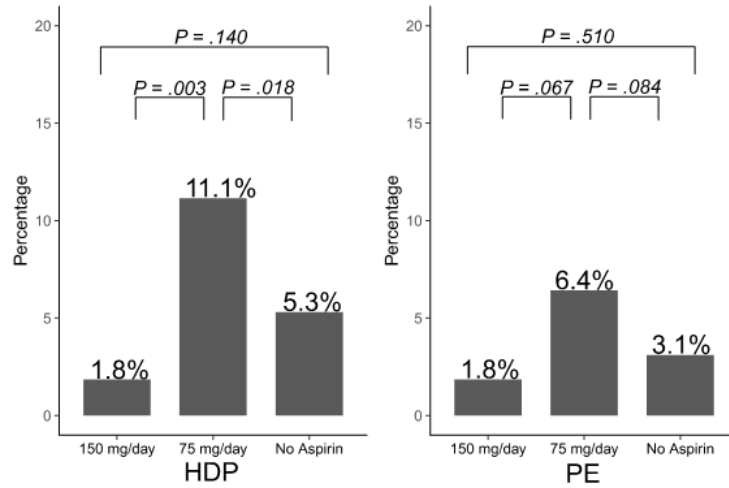 20
P = .140
P = .003
P = .018
15
11.1%
10
5.3%
5
1.8%
0
Percentage
150 mg/day
75 mg/day
No Aspirin
HDP
20
P = .510
P = .067
P = .084
15
10
6.4%
5
3.1%
1.8%
0
Percentage
150 mg/day
75 mg/day
No Aspirin
PE